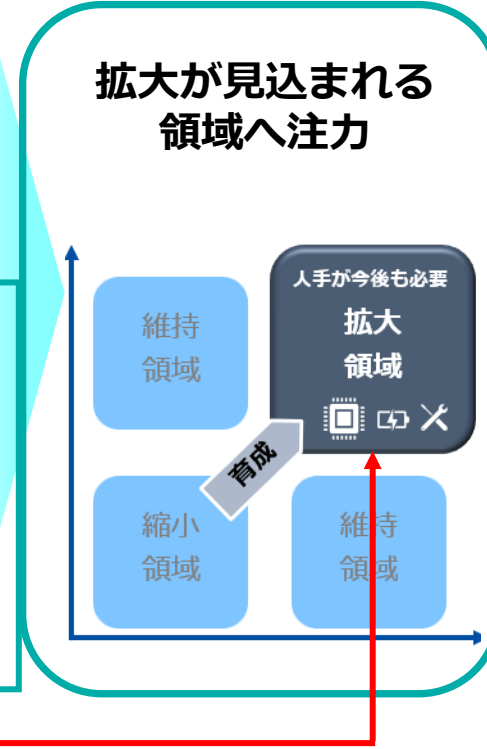 拡大が見込まれる
領域へ注力
人手が今後も必要
拡大
領域
維持
領域
育成
縮小
領域
維持
領域